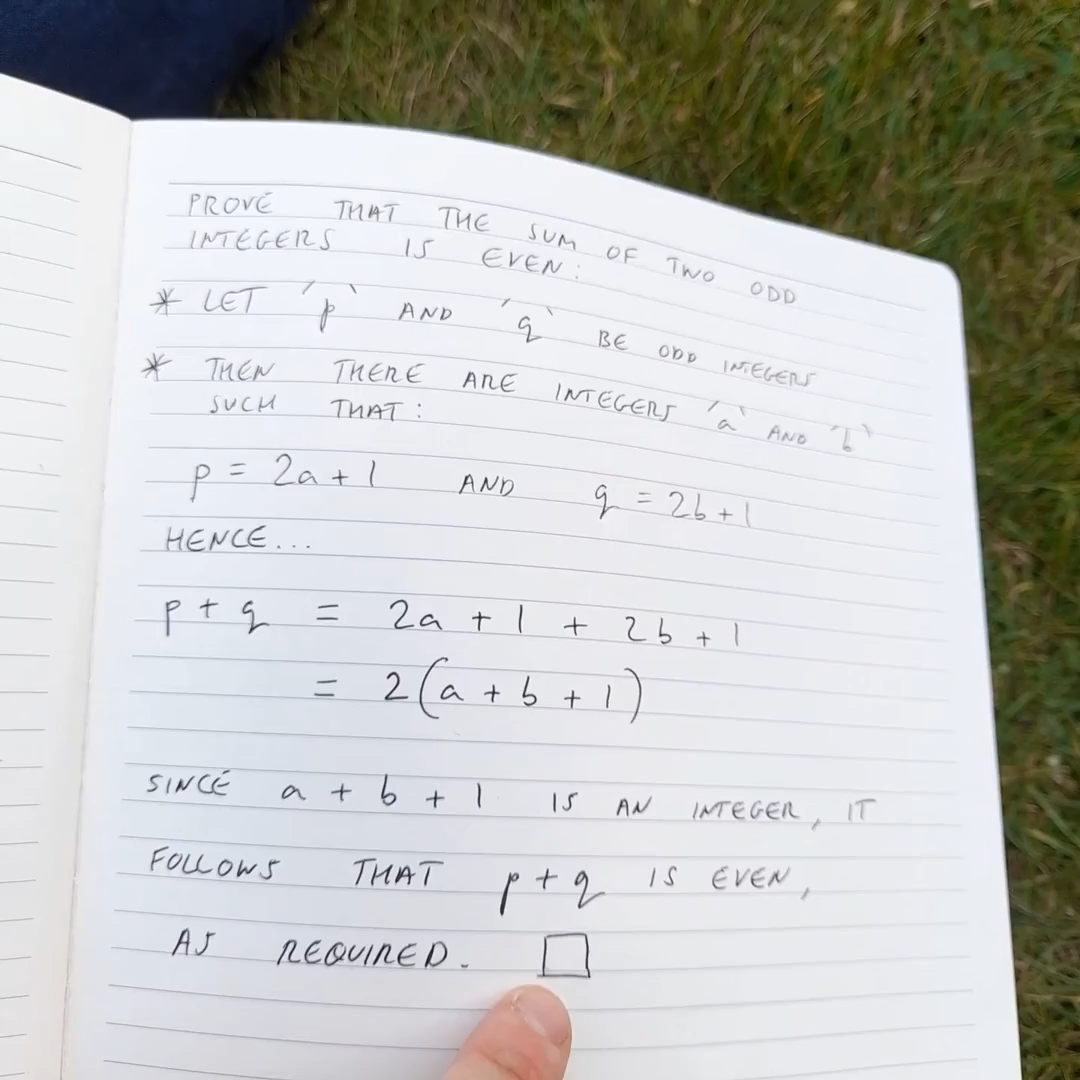 PROVE THAT THE SUM OF TWO ODD
INTEGERS IS EVEN:
* LET 'p' AND 'q' BE ODD INTEGERS
* THEN THERE ARE INTEGERS 'a' AND 'b'
SUCH THAT:
p = 2a + 1 AND q = 2b + 1
HENCE...
p + q = 2a + 1 + 2b + 1
= 2(a + b + 1)
SINCE a + b + 1 IS AN INTEGER, IT
FOLLOWS THAT p + q IS EVEN,
AS REQUIRED. □